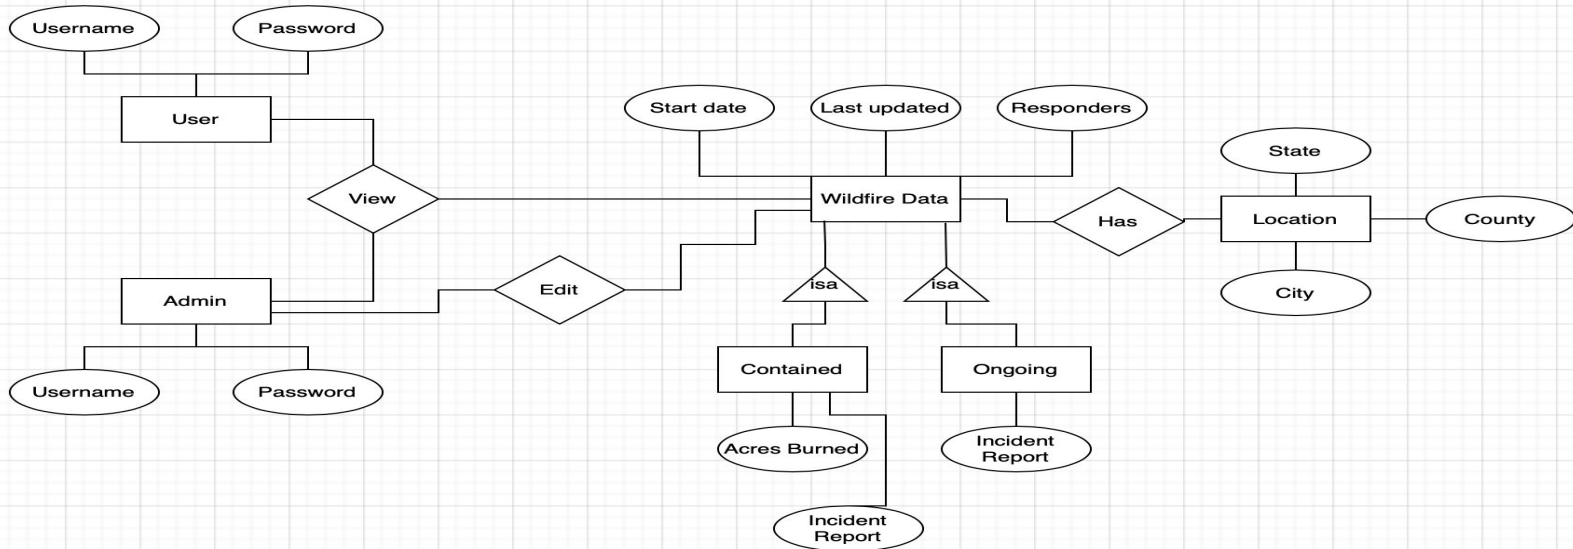 Username
Password
User
Start date
Last updated
Responders
State
View
Wildfire Data
Has
Location
County
Admin
Edit
isa
isa
City
Username
Password
Contained
Ongoing
Acres Burned
Incident
Report
Incident
Report